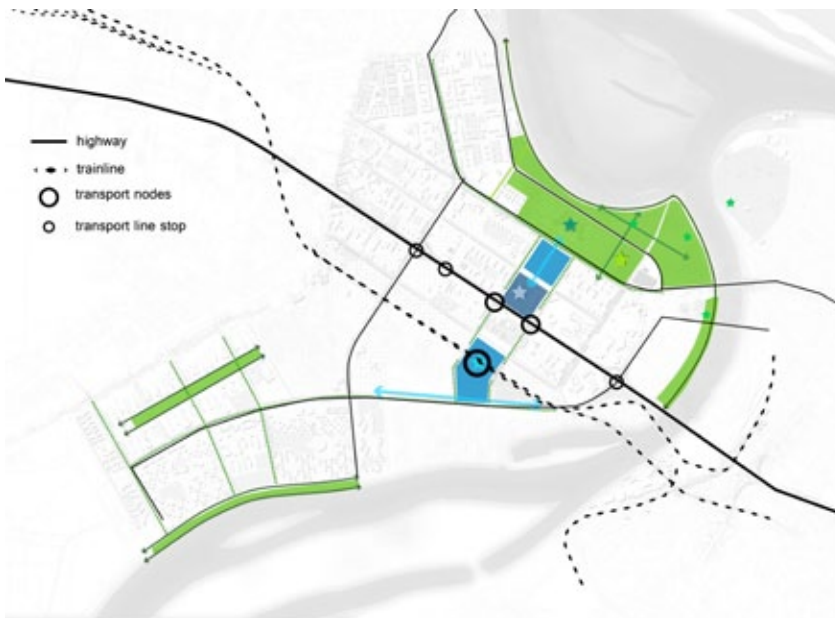 highway
trainline
transport nodes
transport line stop